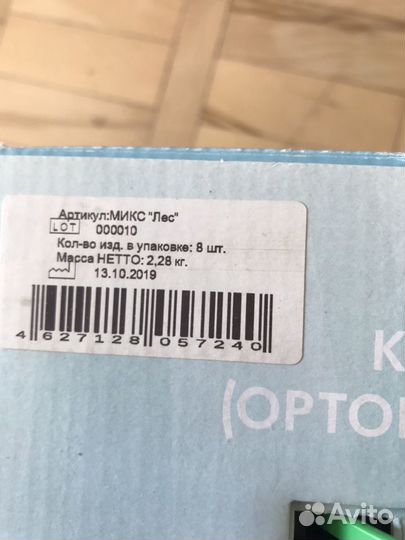 Артикул:МИКС "Лес"
LOT 000010
Кол-во изд. в упаковке: 8 шт.
Масса НЕТТО: 2,28 кг.
13.10.2019
4 627128 057240
Avito